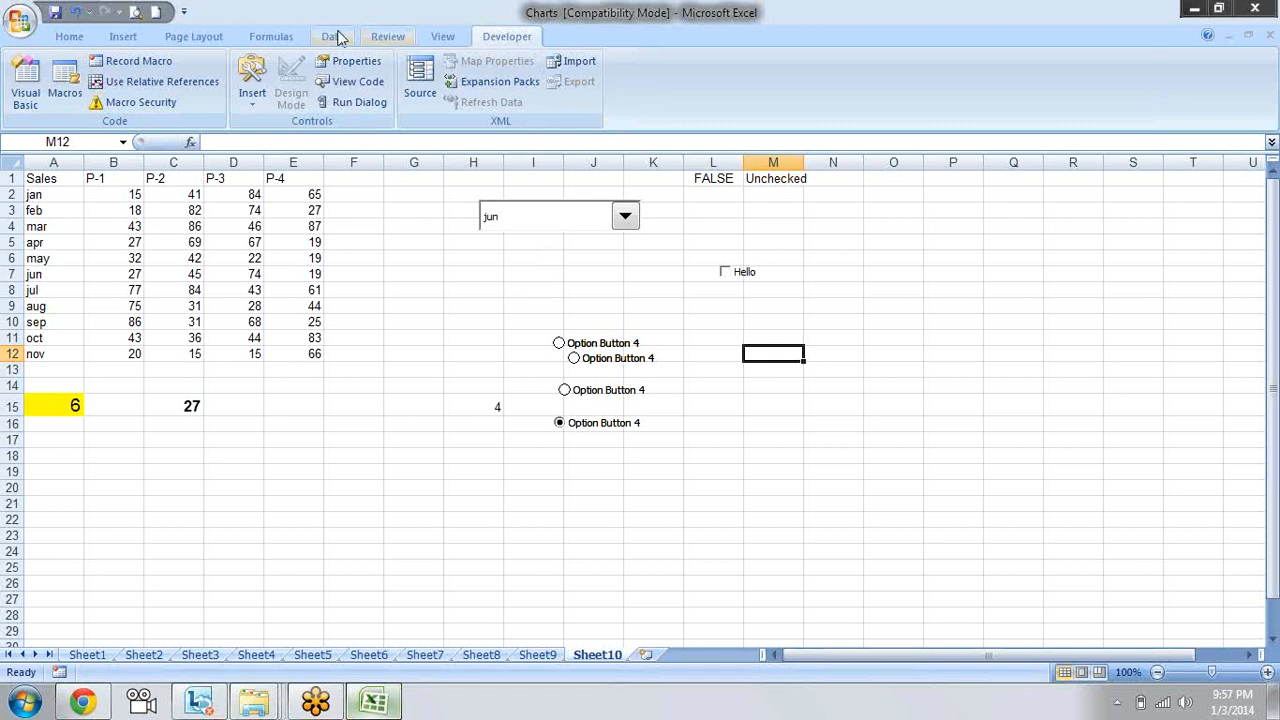 Charts [Compatibility Mode] - Microsoft Excel
Home Insert Page Layout Formulas Data Review View Developer
Visual Basic
Macros
Record Macro
Use Relative References
Macro Security
Code
Insert
Design Mode
Properties
View Code
Run Dialog
Controls
Source
Map Properties
Expansion Packs
Refresh Data
Import
Export
XML
M12 fx
A B C D E F G H I J K L M N O P Q R S T U
1 Sales P-1 P-2 P-3 P-4 FALSE Unchecked
2 jan 15 41 84 65
3 feb 18 82 74 27 jun
4 mar 43 86 46 87
5 apr 27 69 67 19
6 may 32 42 22 19
7 jun 27 45 74 19 Hello
8 jul 77 84 43 61
9 aug 75 31 28 44
10 sep 86 31 68 25
11 oct 43 36 44 83 Option Button 4
12 nov 20 15 15 66 Option Button 4
13
14 Option Button 4
15 6 27 4
16 Option Button 4
17
18
19
20
21
22
23
24
25
26
27
28
29
30
Sheet1 Sheet2 Sheet3 Sheet4 Sheet5 Sheet6 Sheet7 Sheet8 Sheet9 Sheet10
Ready 100%
9:57 PM
1/3/2014